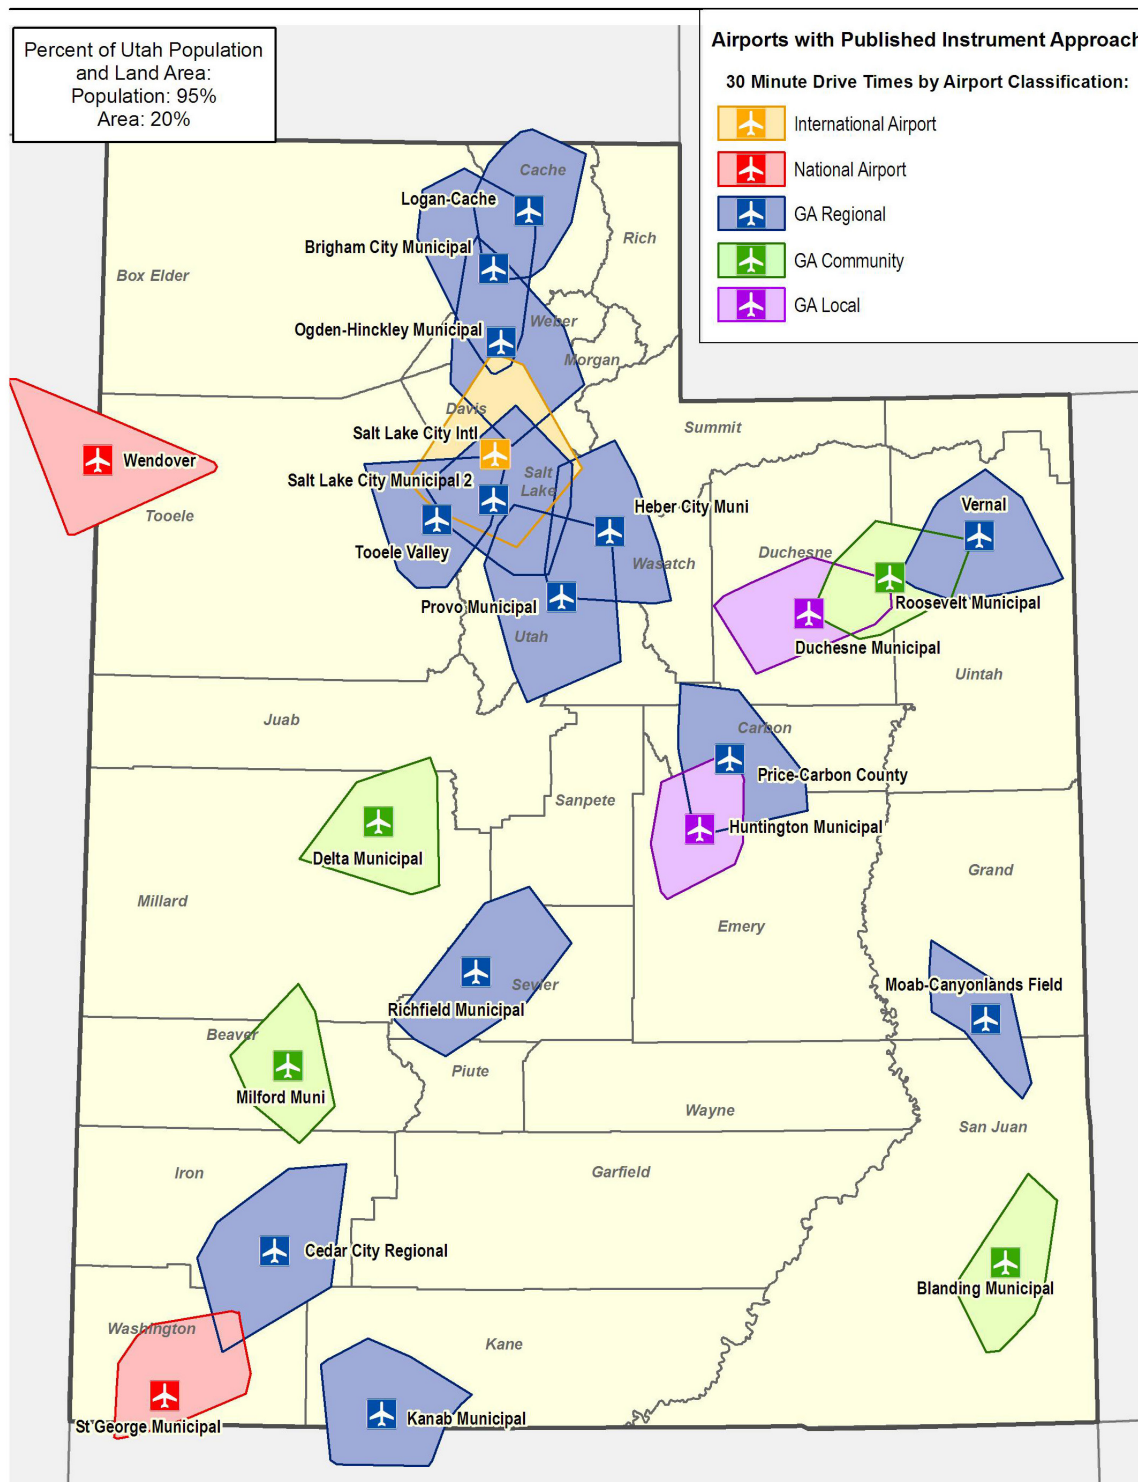 Percent of Utah Population
and Land Area:
Population: 95%
Area: 20%
Airports with Published Instrument Approach
30 Minute Drive Times by Airport Classification:
International Airport
National Airport
GA Regional
GA Community
GA Local
Cache
Logan-Cache
Rich
Brigham City Municipal
Box Elder
Weber
Ogden-Hinckley Municipal
Morgan
Davis
Summit
Salt Lake City Intl
Wendover
Salt
Lake
Salt Lake City Municipal 2
Heber City Muni
Vernal
Tooele
Tooele Valley
Duchesne
Wasatch
Provo Municipal
Roosevelt Municipal
Utah
Duchesne Municipal
Uintah
Juab
Carbon
Price-Carbon County
Sanpete
Huntington Municipal
Delta Municipal
Grand
Millard
Emery
Sevier
Moab-Canyonlands Field
Richfield Municipal
Beaver
Piute
Milford Muni
Wayne
San Juan
Iron
Garfield
Cedar City Regional
Blanding Municipal
Washington
Kane
St George Municipal
Kanab Municipal